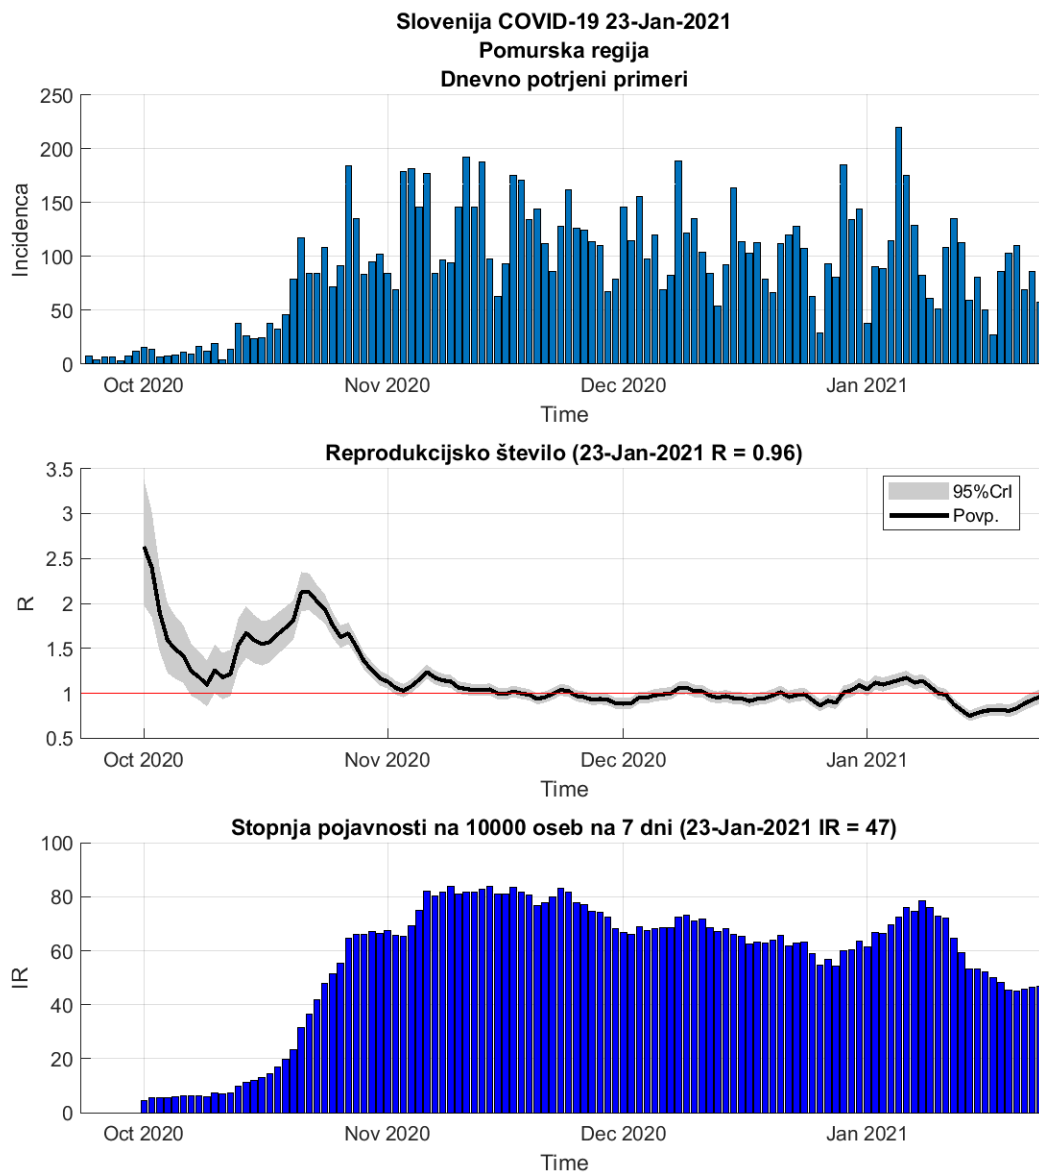 Slovenija COVID-19 23-Jan-2021
Pomurska regija
Dnevno potrjeni primeri
250
200
150
100
50
0
Incidenca
Oct 2020 Nov 2020 Dec 2020 Jan 2021
Time
Reprodukcijsko število (23-Jan-2021 R = 0.96)
3.5
3
2.5
2
1.5
1
0.5
R
95%CrI
Povp.
Oct 2020 Nov 2020 Dec 2020 Jan 2021
Time
Stopnja pojavnosti na 10000 oseb na 7 dni (23-Jan-2021 IR = 47)
100
80
60
40
20
0
IR
Oct 2020 Nov 2020 Dec 2020 Jan 2021
Time